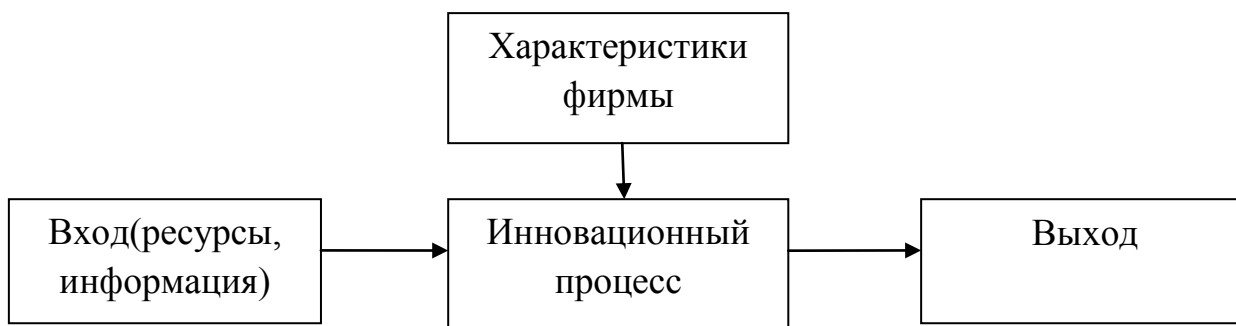 Характеристики
фирмы
Вход(ресурсы,
информация)
Инновационный
процесс
Выход